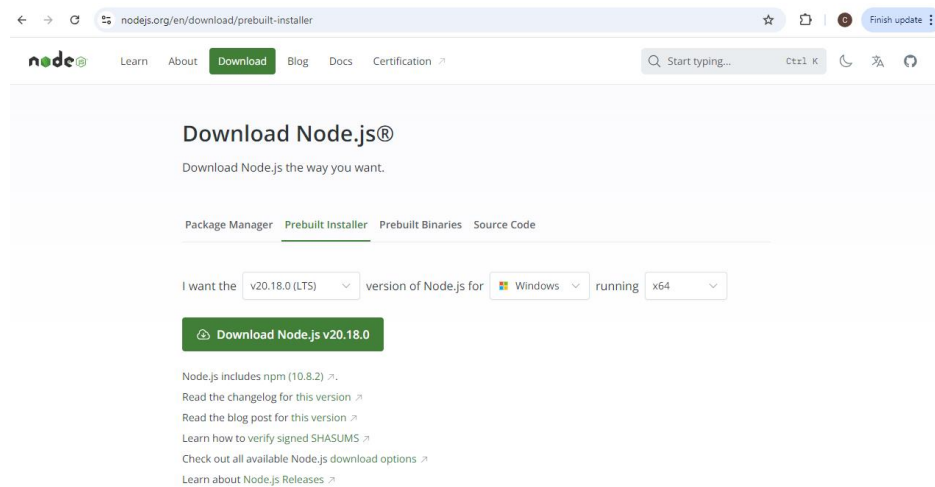 nodejs.org/en/download/prebuilt-installer C Finish update
node JS Learn About Download Blog Docs Certification Start typing... Ctrl K
Download Node.js®
Download Node.js the way you want.
Package Manager Prebuilt Installer Prebuilt Binaries Source Code
I want the v20.18.0 (LTS) version of Node.js for Windows running x64
Download Node.js v20.18.0
Node.js includes npm (10.8.2).
Read the changelog for this version
Read the blog post for this version
Learn how to verify signed SHASUMS
Check out all available Node.js download options
Learn about Node.js Releases